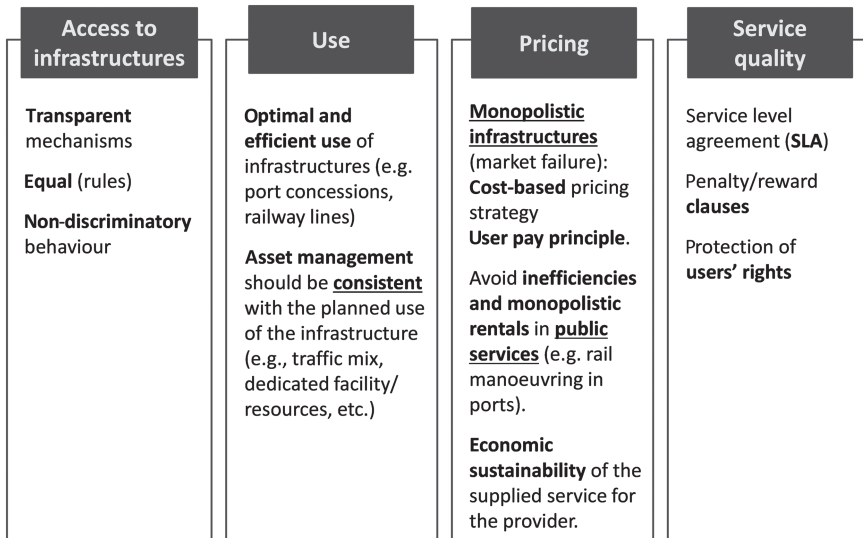 Access to
infrastructures
Transparent
mechanisms
Equal (rules)
Non-discriminatory
behaviour
Use
Optimal and
efficient use of
infrastructures (e.g.
port concessions,
railway lines)
Asset management
should be consistent
with the planned use
of the infrastructure
(e.g., traffic mix,
dedicated facility/
resources, etc.)
Pricing
Monopolistic
infrastructures
(market failure):
Cost-based pricing
strategy
User pay principle.
Avoid inefficiencies
and monopolistic
rentals in public
services (e.g. rail
manoeuvring in
ports).
Economic
sustainability of the
supplied service for
the provider.
Service
quality
Service level
agreement (SLA)
Penalty/reward
clauses
Protection of
users’ rights